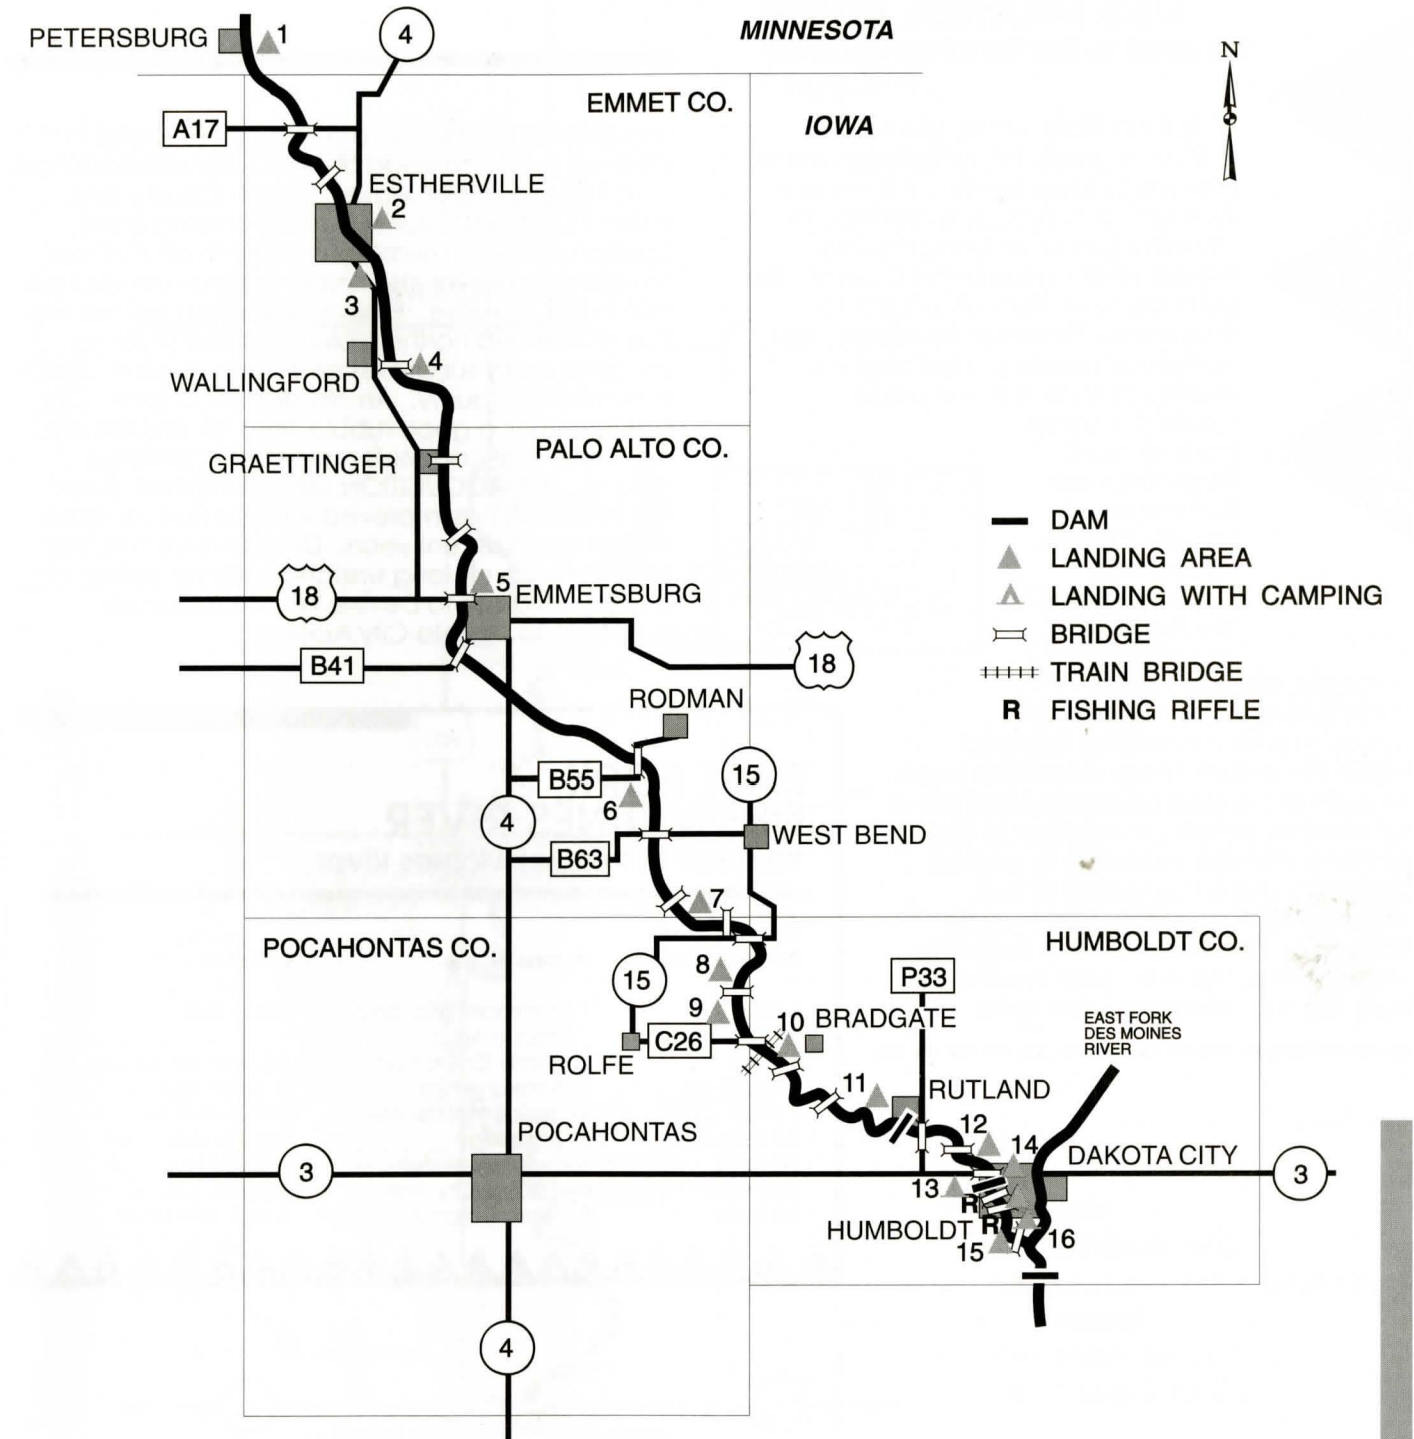 PETERSBURG
1
4
MINNESOTA
N
EMMET CO.
IOWA
A17
ESTHERVILLE
2
3
4
WALLINGFORD
PALO ALTO CO.
GRAETTINGER
DAM
LANDING AREA
LANDING WITH CAMPING
BRIDGE
TRAIN BRIDGE
R FISHING RIFFLE
18
5
EMMETSBURG
B41
18
RODMAN
B55
15
6
4
WEST BEND
B63
7
POCAHONTAS CO.
HUMBOLDT CO.
8
15
P33
9
10
BRADGATE
EAST FORK
DES MOINES
RIVER
C26
ROLFE
11
RUTLAND
12
POCAHONTAS
14
DAKOTA CITY
3
3
13
R
HUMBOLDT
R
15
16
4